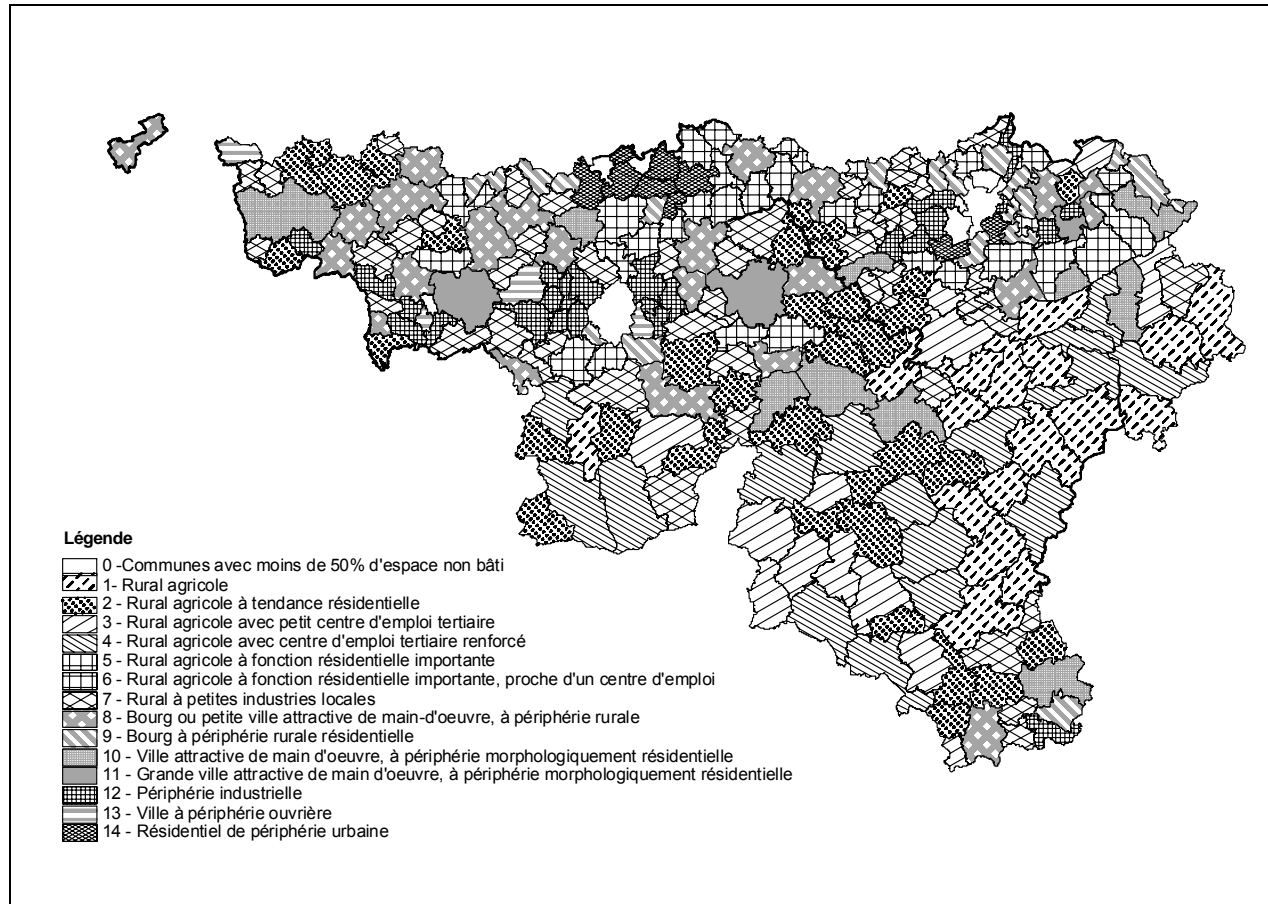 Légende
0 -Communes avec moins de 50% d'espace non bâti
1- Rural agricole
2 - Rural agricole à tendance résidentielle
3 - Rural agricole avec petit centre d'emploi tertiaire
4 - Rural agricole avec centre d'emploi tertiaire renforcé
5 - Rural agricole à fonction résidentielle importante
6 - Rural agricole à fonction résidentielle importante, proche d'un centre d'emploi
7 - Rural à petites industries locales
8 - Bourg ou petite ville attractive de main-d'oeuvre, à périphérie rurale
9 - Bourg à périphérie rurale résidentielle
10 - Ville attractive de main d'oeuvre, à périphérie morphologiquement résidentielle
11 - Grande ville attractive de main d'oeuvre, à périphérie morphologiquement résidentielle
12 - Périphérie industrielle
13 - Ville à périphérie ouvrière
14 - Résidentiel de périphérie urbaine